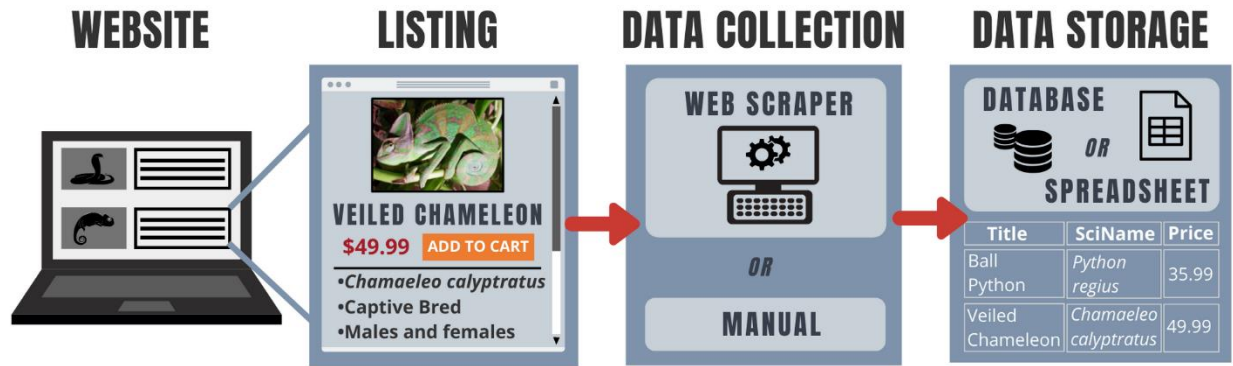 WEBSITE
LISTING
DATA COLLECTION
DATA STORAGE
VEILED CHAMELEON
$49.99 ADD TO CART
•Chamaeleo calyptratus
•Captive Bred
•Males and females
WEB SCRAPER
OR
MANUAL
DATABASE
OR
SPREADSHEET
Title SciName Price
Ball
Python
Python
regius
35.99
Veiled
Chameleon
Chamaeleo
calyptratus
49.99